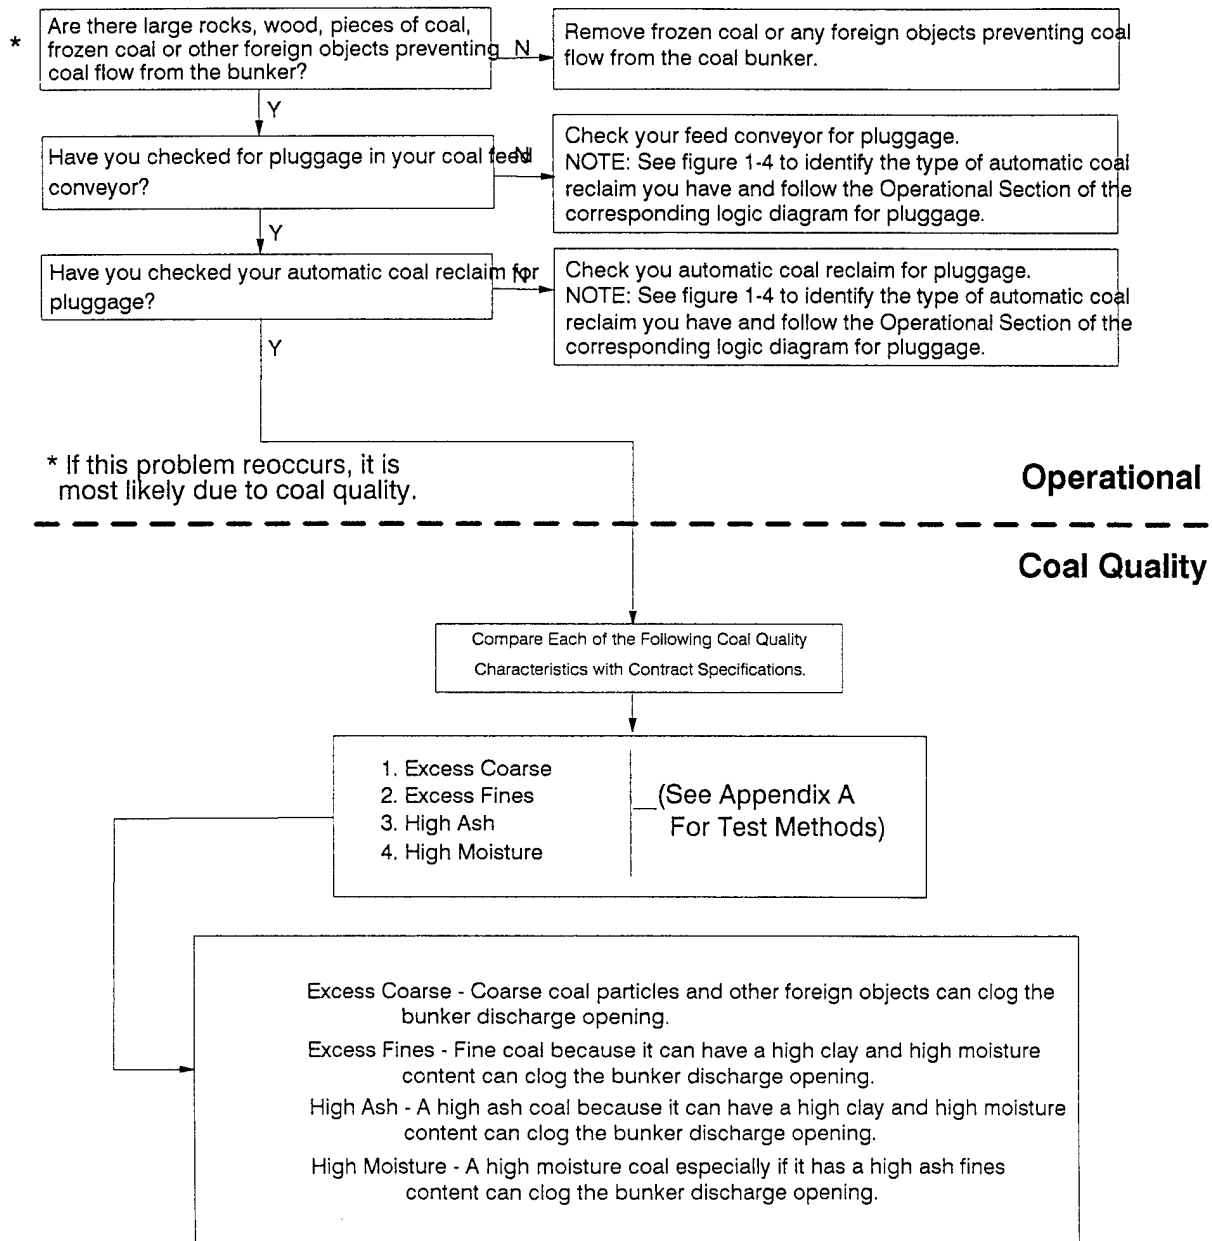 *
Are there large rocks, wood, pieces of coal,
frozen coal or other foreign objects preventing
coal flow from the bunker?
N
Remove frozen coal or any foreign objects preventing coal
flow from the coal bunker.
Y
Have you checked for pluggage in your coal feed
conveyor?
N
Check your feed conveyor for pluggage.
NOTE: See figure 1-4 to identify the type of automatic coal
reclaim you have and follow the Operational Section of the
corresponding logic diagram for pluggage.
Y
Have you checked your automatic coal reclaim for
pluggage?
N
Check you automatic coal reclaim for pluggage.
NOTE: See figure 1-4 to identify the type of automatic coal
reclaim you have and follow the Operational Section of the
corresponding logic diagram for pluggage.
Y
* If this problem reoccurs, it is
most likely due to coal quality.
Operational
Coal Quality
Compare Each of the Following Coal Quality
Characteristics with Contract Specifications.
1. Excess Coarse
2. Excess Fines
3. High Ash
4. High Moisture
(See Appendix A
For Test Methods)
Excess Coarse - Coarse coal particles and other foreign objects can clog the
bunker discharge opening.
Excess Fines - Fine coal because it can have a high clay and high moisture
content can clog the bunker discharge opening.
High Ash - A high ash coal because it can have a high clay and high moisture
content can clog the bunker discharge opening.
High Moisture - A high moisture coal especially if it has a high ash fines
content can clog the bunker discharge opening.